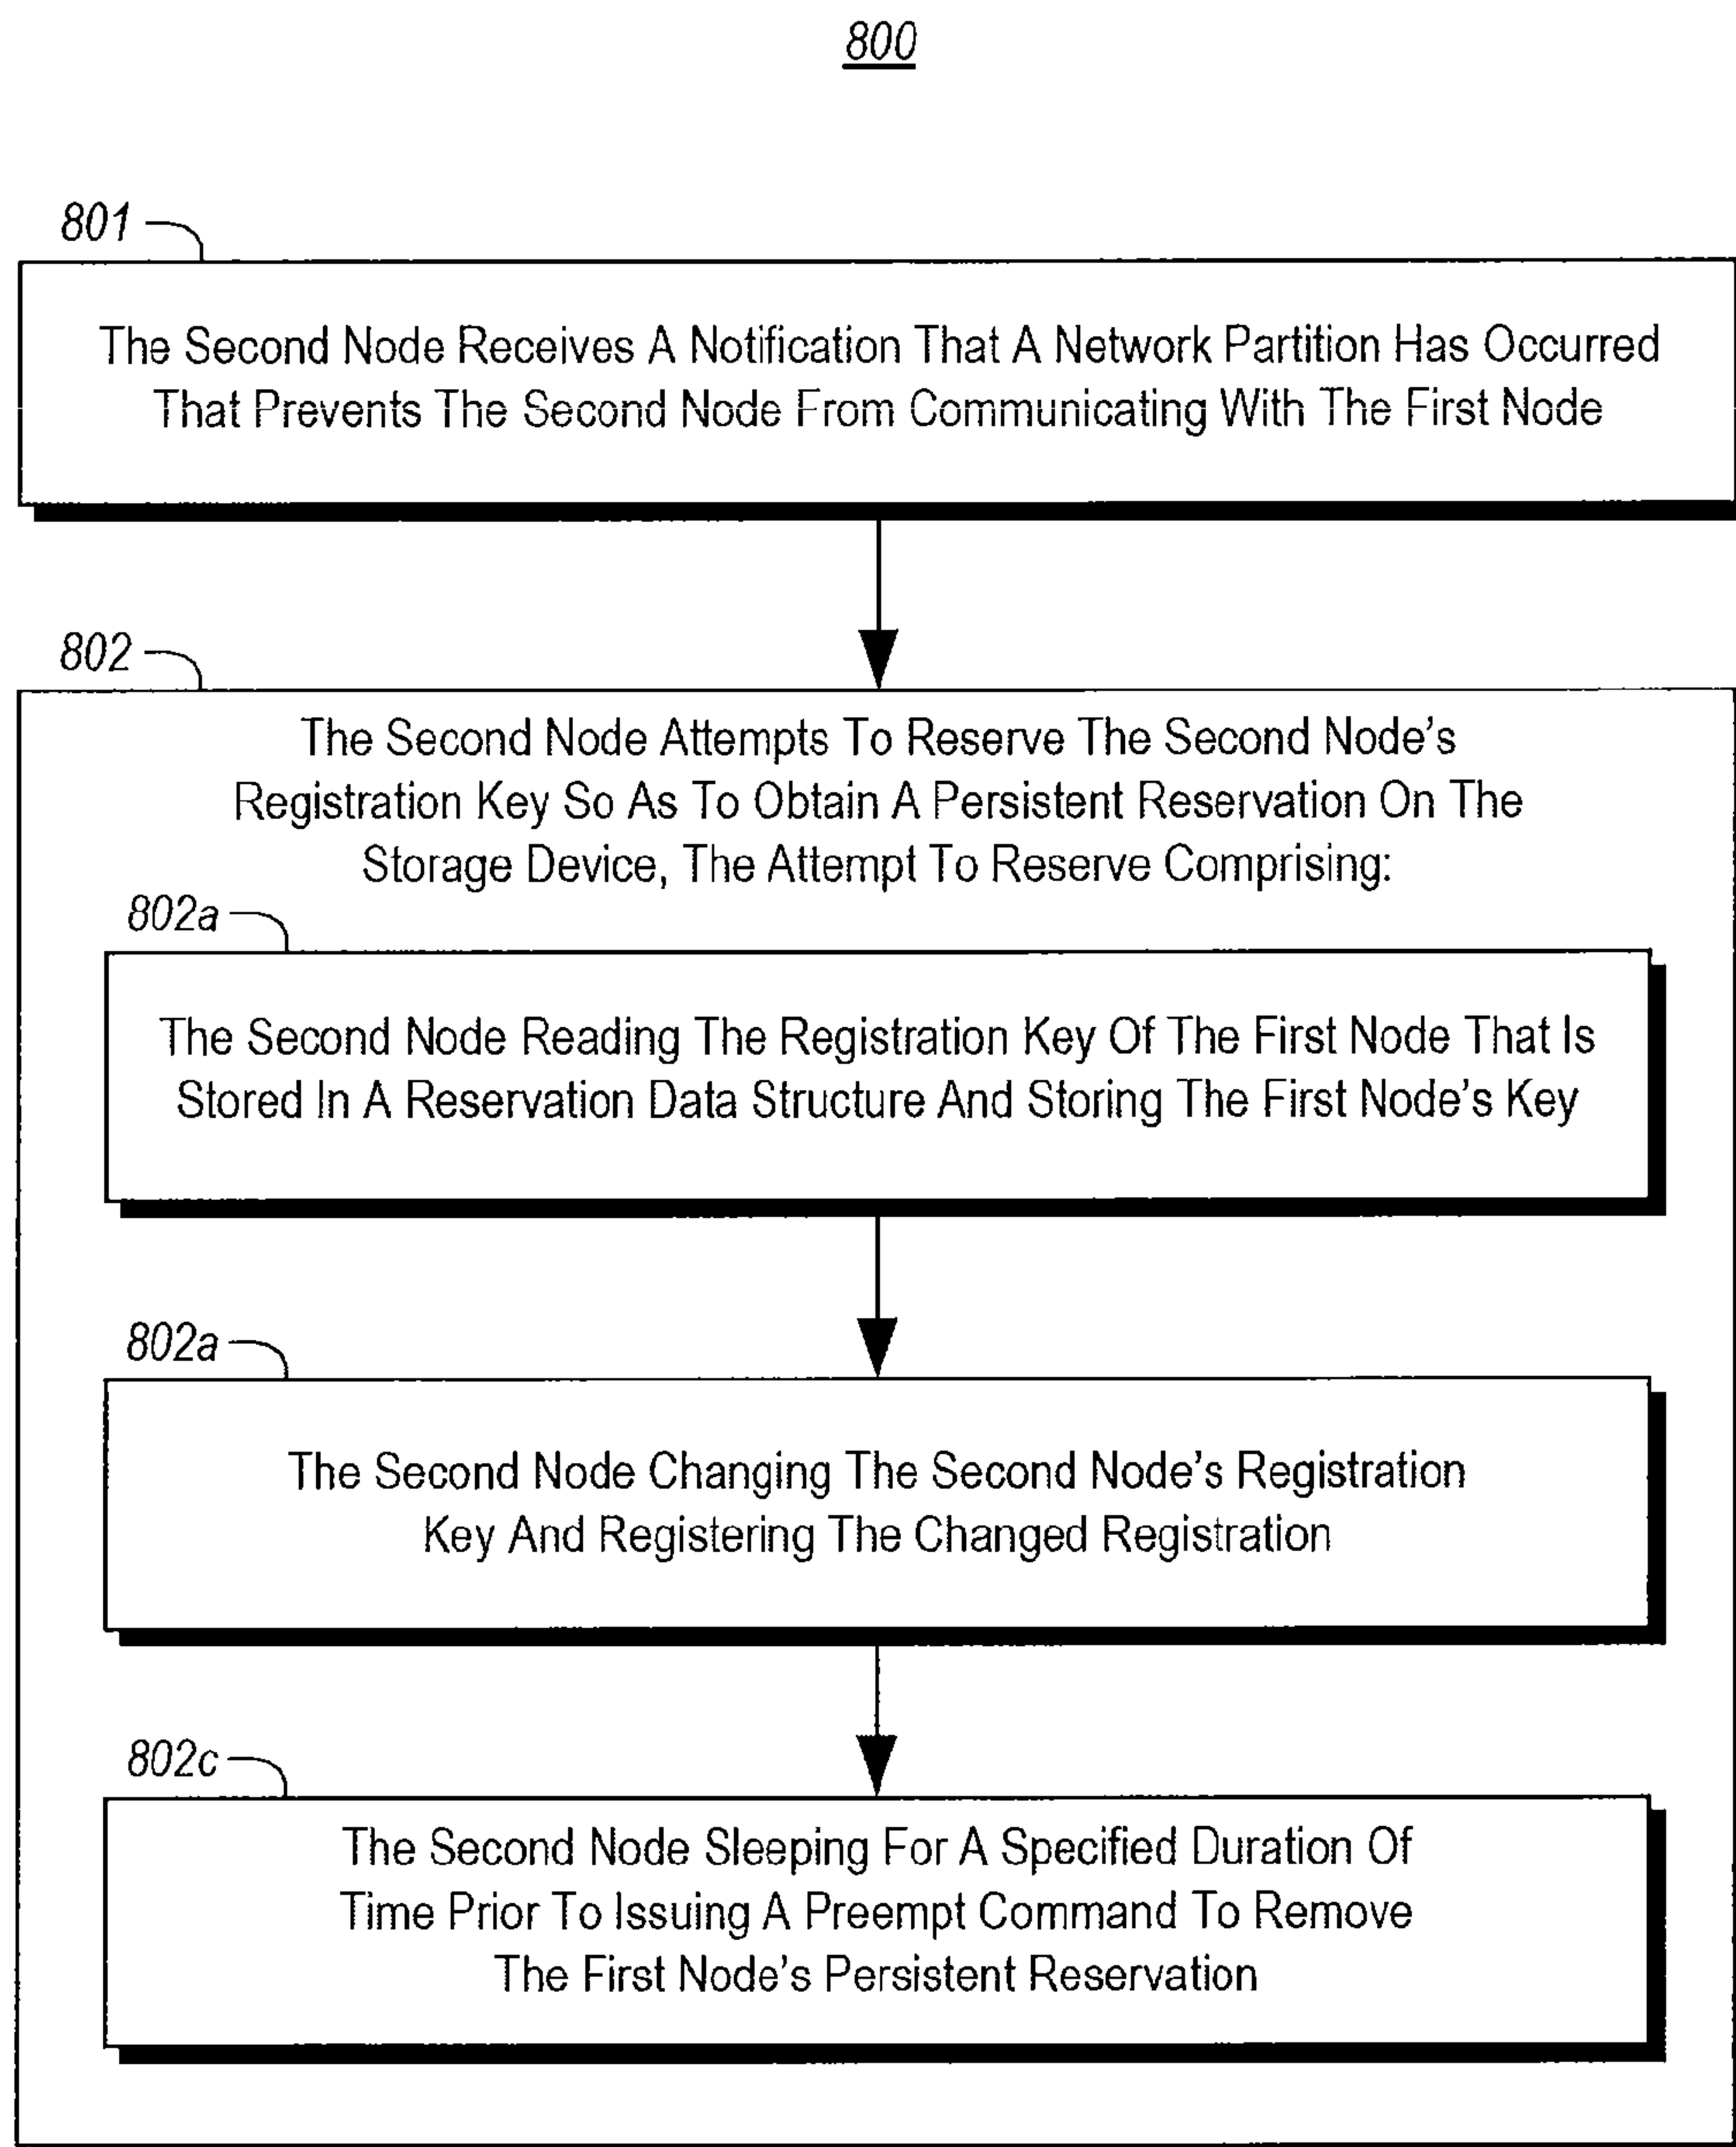 800
801
The Second Node Receives A Notification That A Network Partition Has Occurred
That Prevents The Second Node From Communicating With The First Node
802
The Second Node Attempts To Reserve The Second Node's
Registration Key So As To Obtain A Persistent Reservation On The
Storage Device, The Attempt To Reserve Comprising:
802a
The Second Node Reading The Registration Key Of The First Node That Is
Stored In A Reservation Data Structure And Storing The First Node's Key
802a
The Second Node Changing The Second Node's Registration
Key And Registering The Changed Registration
802c
The Second Node Sleeping For A Specified Duration Of
Time Prior To Issuing A Preempt Command To Remove
The First Node's Persistent Reservation